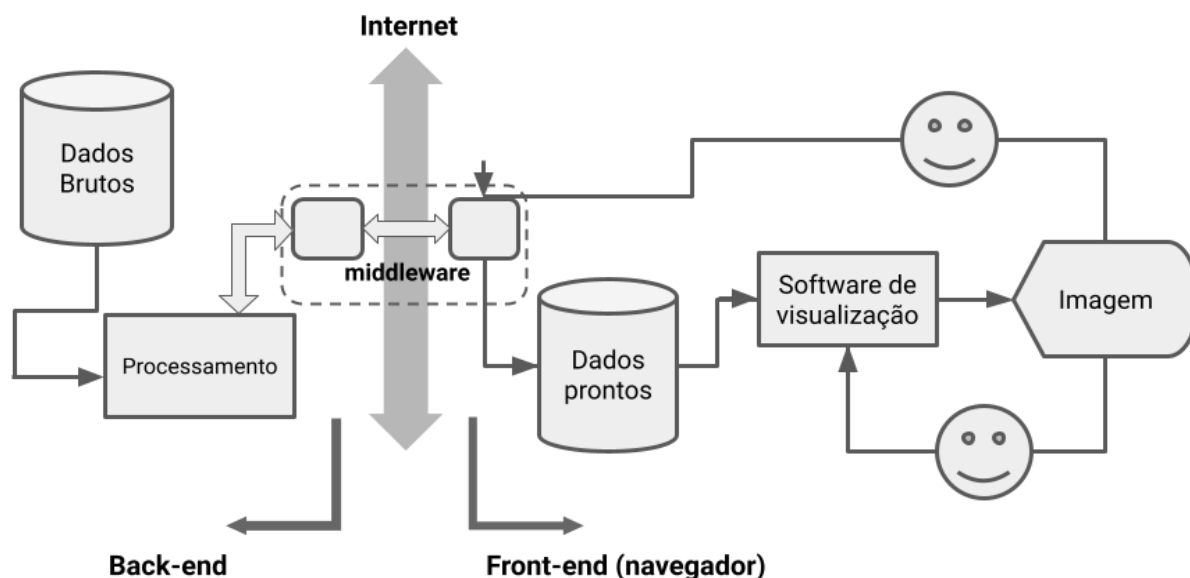 Internet
Dados
Brutos
middleware
Software de
visualização
Imagem
Processamento
Dados
prontos
Back-end
Front-end (navegador)